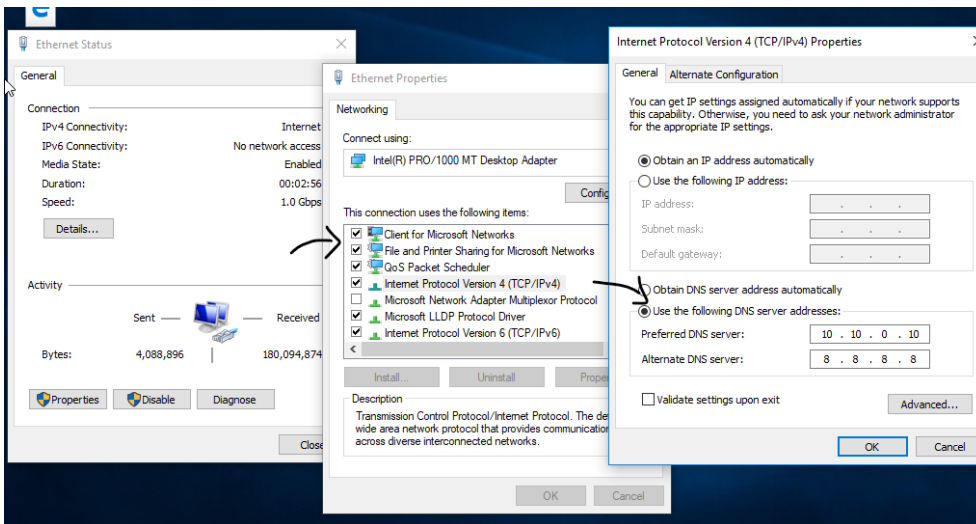 Ethernet Status
General
Connection
IPv4 Connectivity: Internet
IPv6 Connectivity: No network access
Media State: Enabled
Duration: 00:02:56
Speed: 1.0 Gbps
Details...
Activity
Sent Received
Bytes: 4,088,896 180,094,874
Properties Disable Diagnose
Close
Ethernet Properties
Networking
Connect using:
Intel(R) PRO/1000 MT Desktop Adapter
Config
This connection uses the following items:
Client for Microsoft Networks
File and Printer Sharing for Microsoft Networks
QoS Packet Scheduler
Internet Protocol Version 4 (TCP/IPv4)
Microsoft Network Adapter Multiplexor Protocol
Microsoft LLDP Protocol Driver
Internet Protocol Version 6 (TCP/IPv6)
Install... Uninstall Proper
Description
Transmission Control Protocol/Internet Protocol. The de
wide area network protocol that provides communication
across diverse interconnected networks.
OK Cancel
Internet Protocol Version 4 (TCP/IPv4) Properties
General Alternate Configuration
You can get IP settings assigned automatically if your network supports
this capability. Otherwise, you need to ask your network administrator
for the appropriate IP settings.
Obtain an IP address automatically
Use the following IP address:
IP address: . . .
Subnet mask: . . .
Default gateway: . . .
Obtain DNS server address automatically
Use the following DNS server addresses:
Preferred DNS server: 10 . 10 . 0 . 10
Alternate DNS server: 8 . 8 . 8 . 8
Validate settings upon exit
Advanced...
OK Cancel